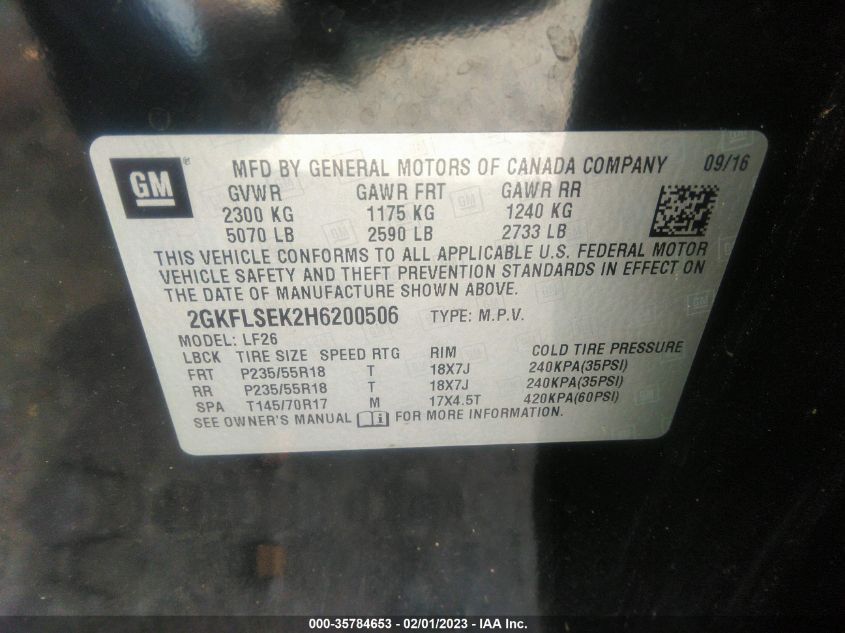 GM ® MFD BY GENERAL MOTORS OF CANADA COMPANY 09/16
GVWR GAWR FRT GAWR RR
2300 KG 1175 KG 1240 KG
5070 LB 2590 LB 2733 LB
THIS VEHICLE CONFORMS TO ALL APPLICABLE U.S. FEDERAL MOTOR
VEHICLE SAFETY AND THEFT PREVENTION STANDARDS IN EFFECT ON
THE DATE OF MANUFACTURE SHOWN ABOVE.
2GKFLSEK2H6200506 TYPE: M.P.V.
MODEL: LF26
LBCK TIRE SIZE SPEED RTG RIM COLD TIRE PRESSURE
FRT P235/55R18 T 18X7J 240KPA(35PSI)
RR P235/55R18 T 18X7J 240KPA(35PSI)
SPA T145/70R17 M 17X4.5T 420KPA(60PSI)
SEE OWNER'S MANUAL FOR MORE INFORMATION.
000-35784653 / 02/01/2023 - IAA Inc.